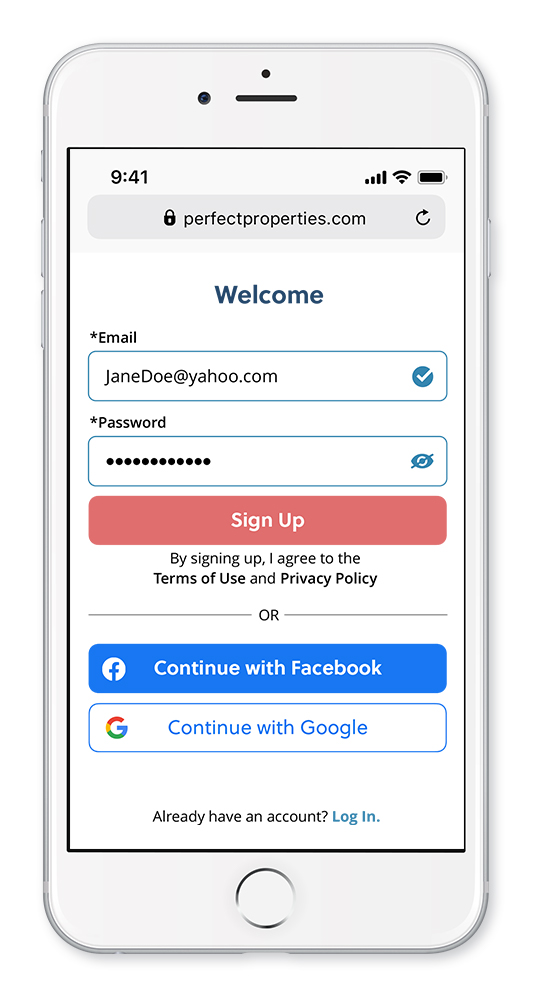 9:41
perfectproperties.com
Welcome
*Email
JaneDoe@yahoo.com
*Password
••••••••••••
Sign Up
By signing up, I agree to the
Terms of Use and Privacy Policy
OR
Continue with Facebook
Continue with Google
Already have an account? Log In.